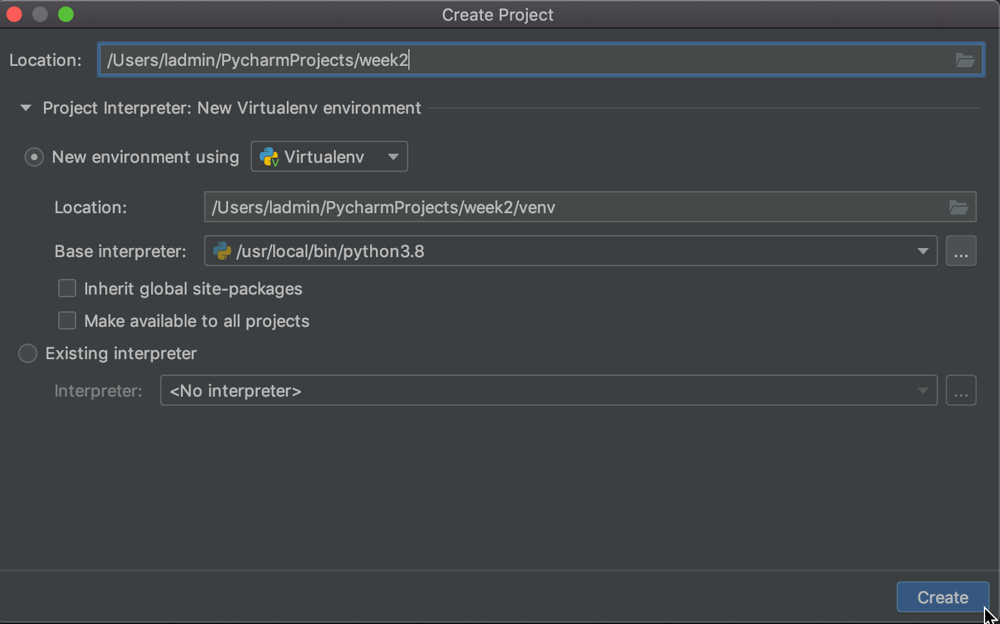 Create Project
Location: /Users/ladmin/PycharmProjects/week2
Project Interpreter: New Virtualenv environment
New environment using Virtualenv
Location: /Users/ladmin/PycharmProjects/week2/venv
Base interpreter: /usr/local/bin/python3.8 ...
Inherit global site-packages
Make available to all projects
Existing interpreter
Interpreter: <No interpreter> ...
Create